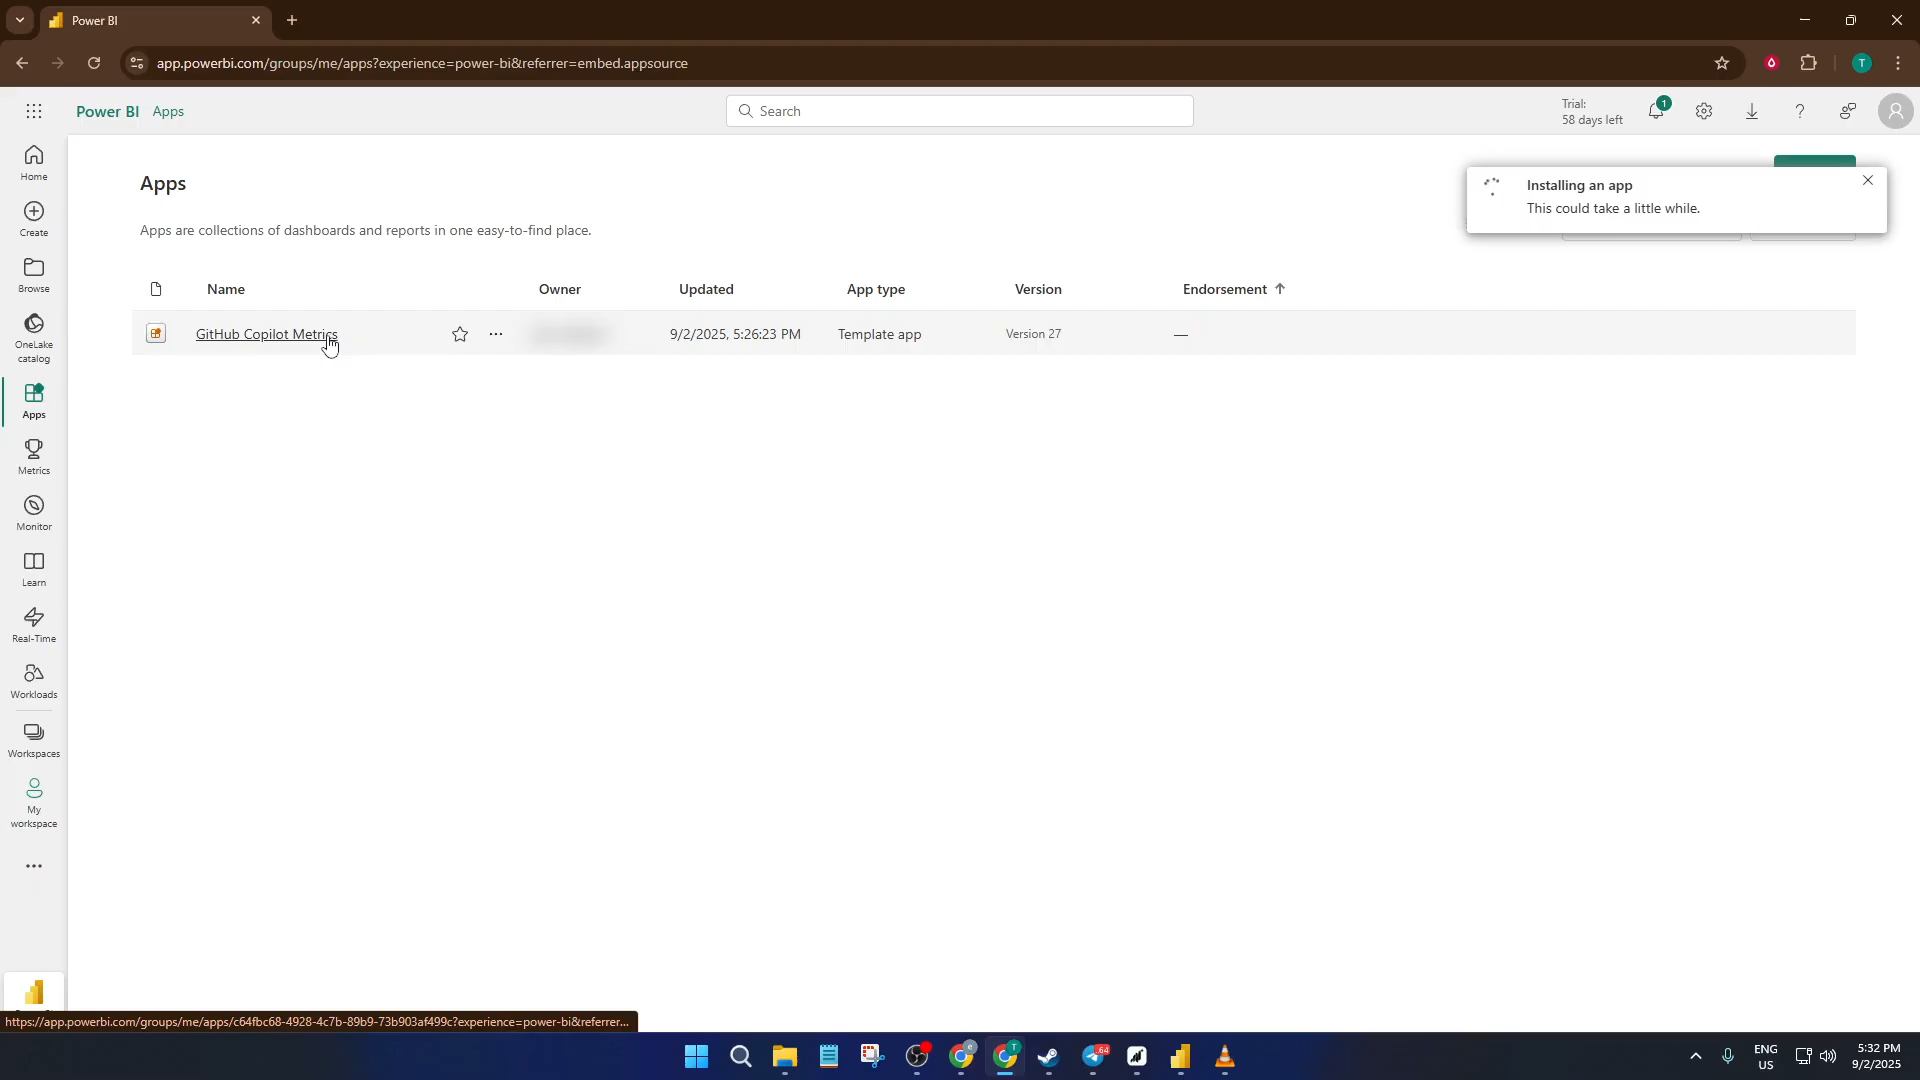 Power BI
app.powerbi.com/groups/me/apps?experience=power-bi&referrer=embed.appsource
T
Power BI Apps
Search
Trial:
58 days left
1
Home
Create
Browse
OneLake
catalog
Apps
Metrics
Monitor
Learn
Real-Time
Workloads
Workspaces
My
workspace
Apps
Apps are collections of dashboards and reports in one easy-to-find place.
Installing an app
This could take a little while.
Name Owner Updated App type Version Endorsement
GitHub Copilot Metrics 9/2/2025, 5:26:23 PM Template app Version 27 —
https://app.powerbi.com/groups/me/apps/c64fbc68-4928-4c7b-89b9-73b903af499c?experience=power-bi&referrer...
64
ENG
US
5:32 PM
9/2/2025